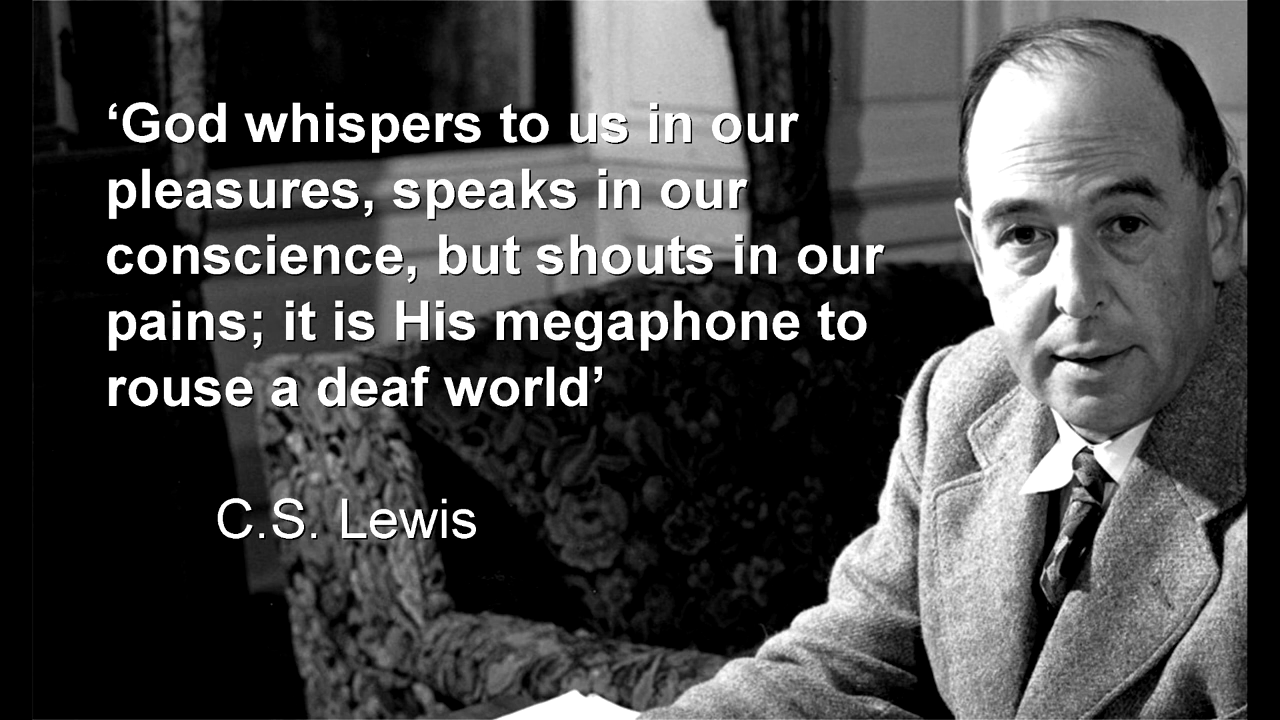 ‘God whispers to us in our
pleasures, speaks in our
conscience, but shouts in our
pains; it is His megaphone to
rouse a deaf world’
C.S. Lewis